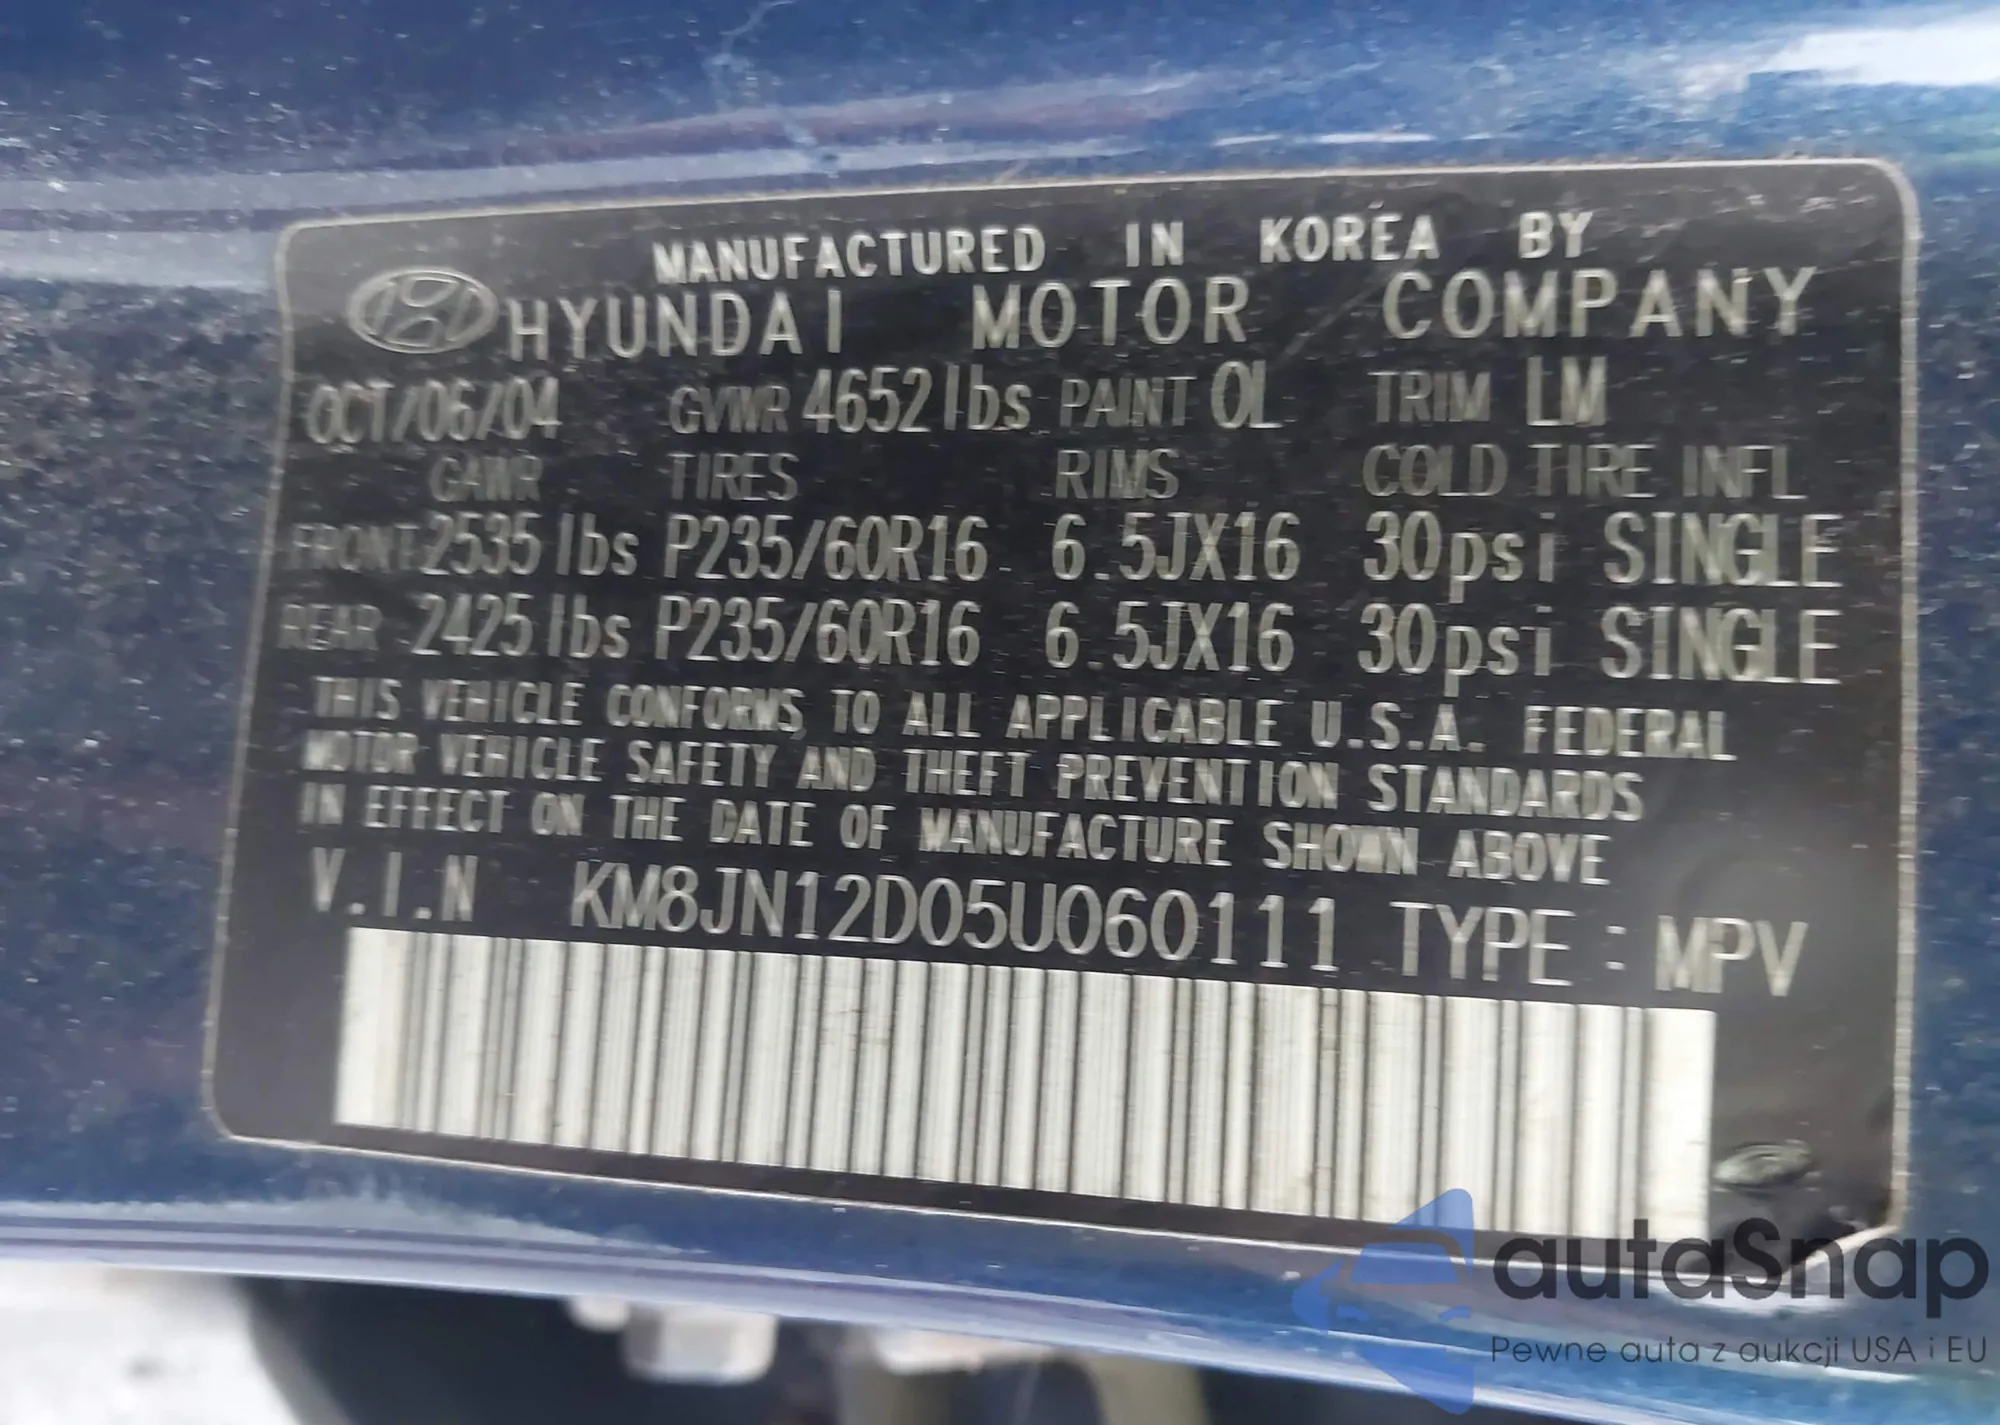 MANUFACTURED IN KOREA BY
HYUNDAI MOTOR COMPANY
OCT/06/04 GVWR 4652lbs PAINT OL TRIM LM
GAWR TIRES RIMS COLD TIRE INFL
FRONT 2535 lbs P235/60R16 6.5JX16 30psi SINGLE
REAR 2425 lbs P235/60R16 6.5JX16 30psi SINGLE
THIS VEHICLE CONFORMS TO ALL APPLICABLE U.S.A. FEDERAL
MOTOR VEHICLE SAFETY AND THEFT PREVENTION STANDARDS
IN EFFECT ON THE DATE OF MANUFACTURE SHOWN ABOVE
V.I.N KM8JN12D05U060111 TYPE : MPV
autaSnap
Pewne auta z aukcji USA i EU